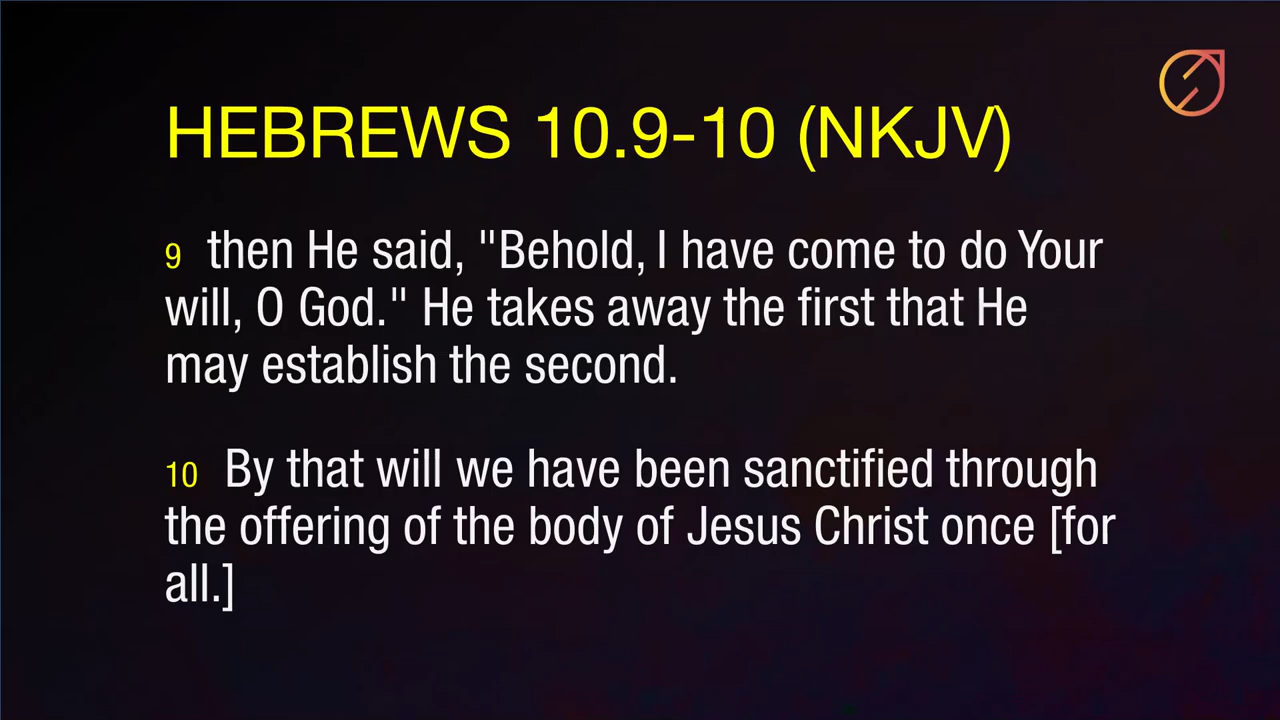 HEBREWS 10.9-10 (NKJV)
9 then He said, "Behold, I have come to do Your
will, O God." He takes away the first that He
may establish the second.
10 By that will we have been sanctified through
the offering of the body of Jesus Christ once [for
all.]